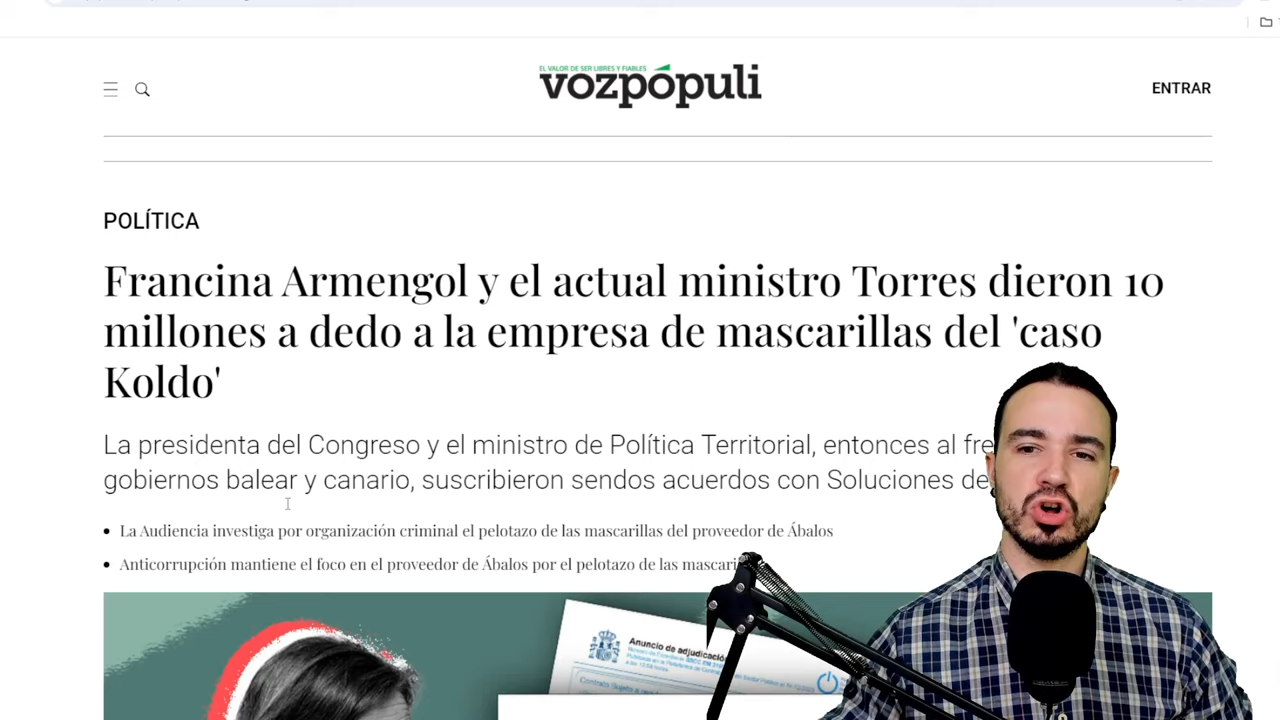 EL VALOR DE SER LIBRES Y FIABLES
vozpópuli
ENTRAR
POLÍTICA
Francina Armengol y el actual ministro Torres dieron 10
millones a dedo a la empresa de mascarillas del 'caso
Koldo'
La presidenta del Congreso y el ministro de Política Territorial, entonces al fre
gobiernos balear y canario, suscribieron sendos acuerdos con Soluciones de
La Audiencia investiga por organización criminal el pelotazo de las mascarillas del proveedor de Ábalos
Anticorrupción mantiene el foco en el proveedor de Ábalos por el pelotazo de las mascari
Anuncio de adjudicació